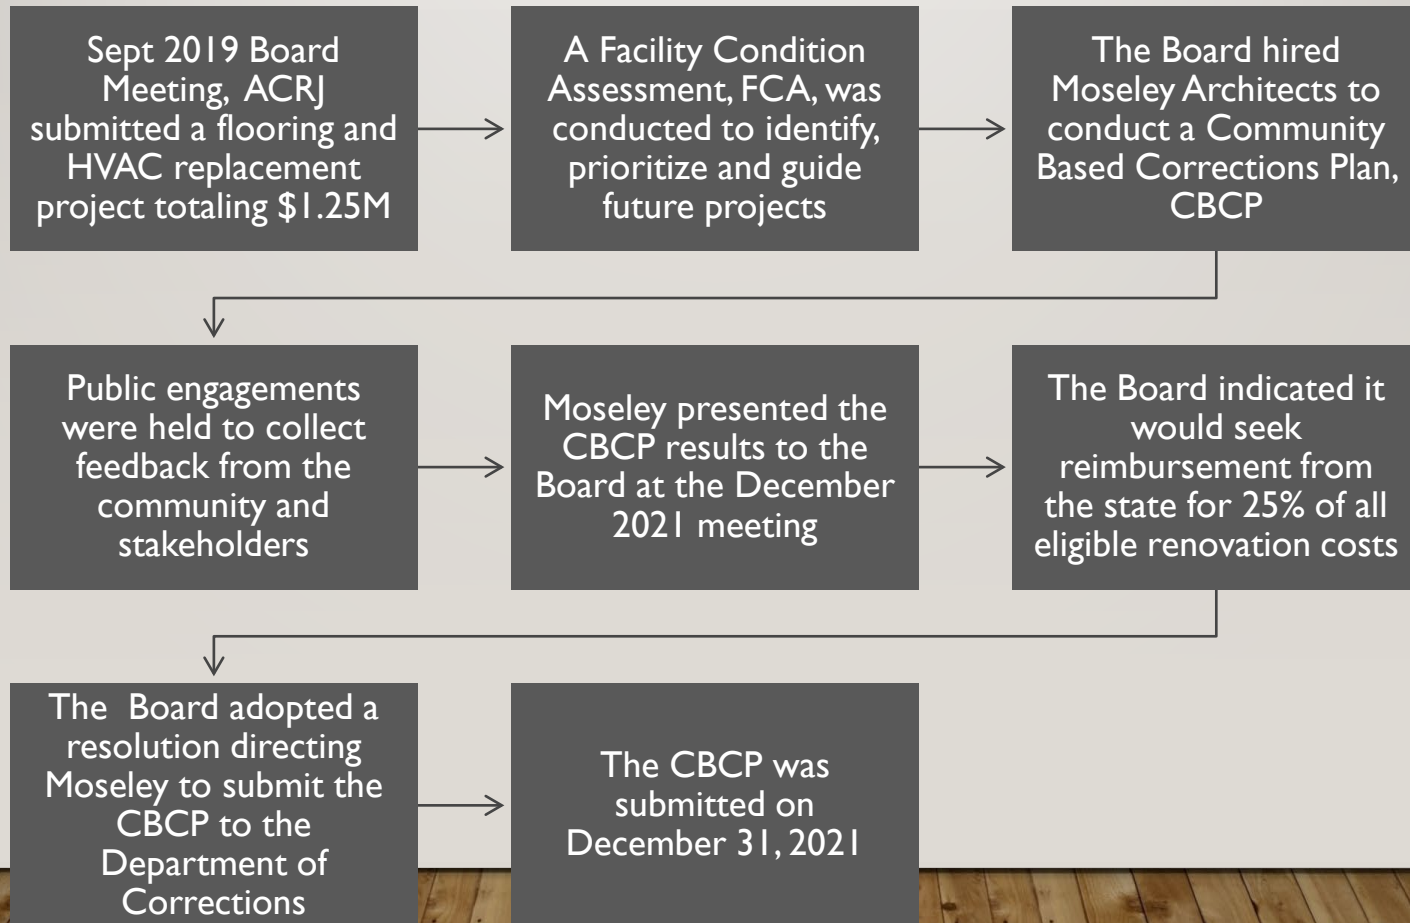 Sept 2019 Board
Meeting, ACRJ
submitted a flooring and
HVAC replacement
project totaling $1.25M
A Facility Condition
Assessment, FCA, was
conducted to identify,
prioritize and guide
future projects
The Board hired
Moseley Architects to
conduct a Community
Based Corrections Plan,
CBCP
Public engagements
were held to collect
feedback from the
community and
stakeholders
Moseley presented the
CBCP results to the
Board at the December
2021 meeting
The Board indicated it
would seek
reimbursement from
the state for 25% of all
eligible renovation costs
The Board adopted a
resolution directing
Moseley to submit the
CBCP to the
Department of
Corrections
The CBCP was
submitted on
December 31, 2021